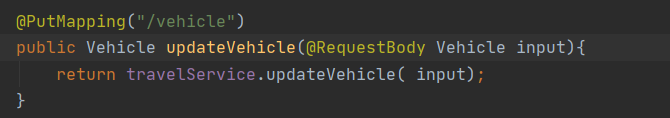 @PutMapping("/vehicle")
public Vehicle updateVehicle(@RequestBody Vehicle input){
    return travelService.updateVehicle( input);
}